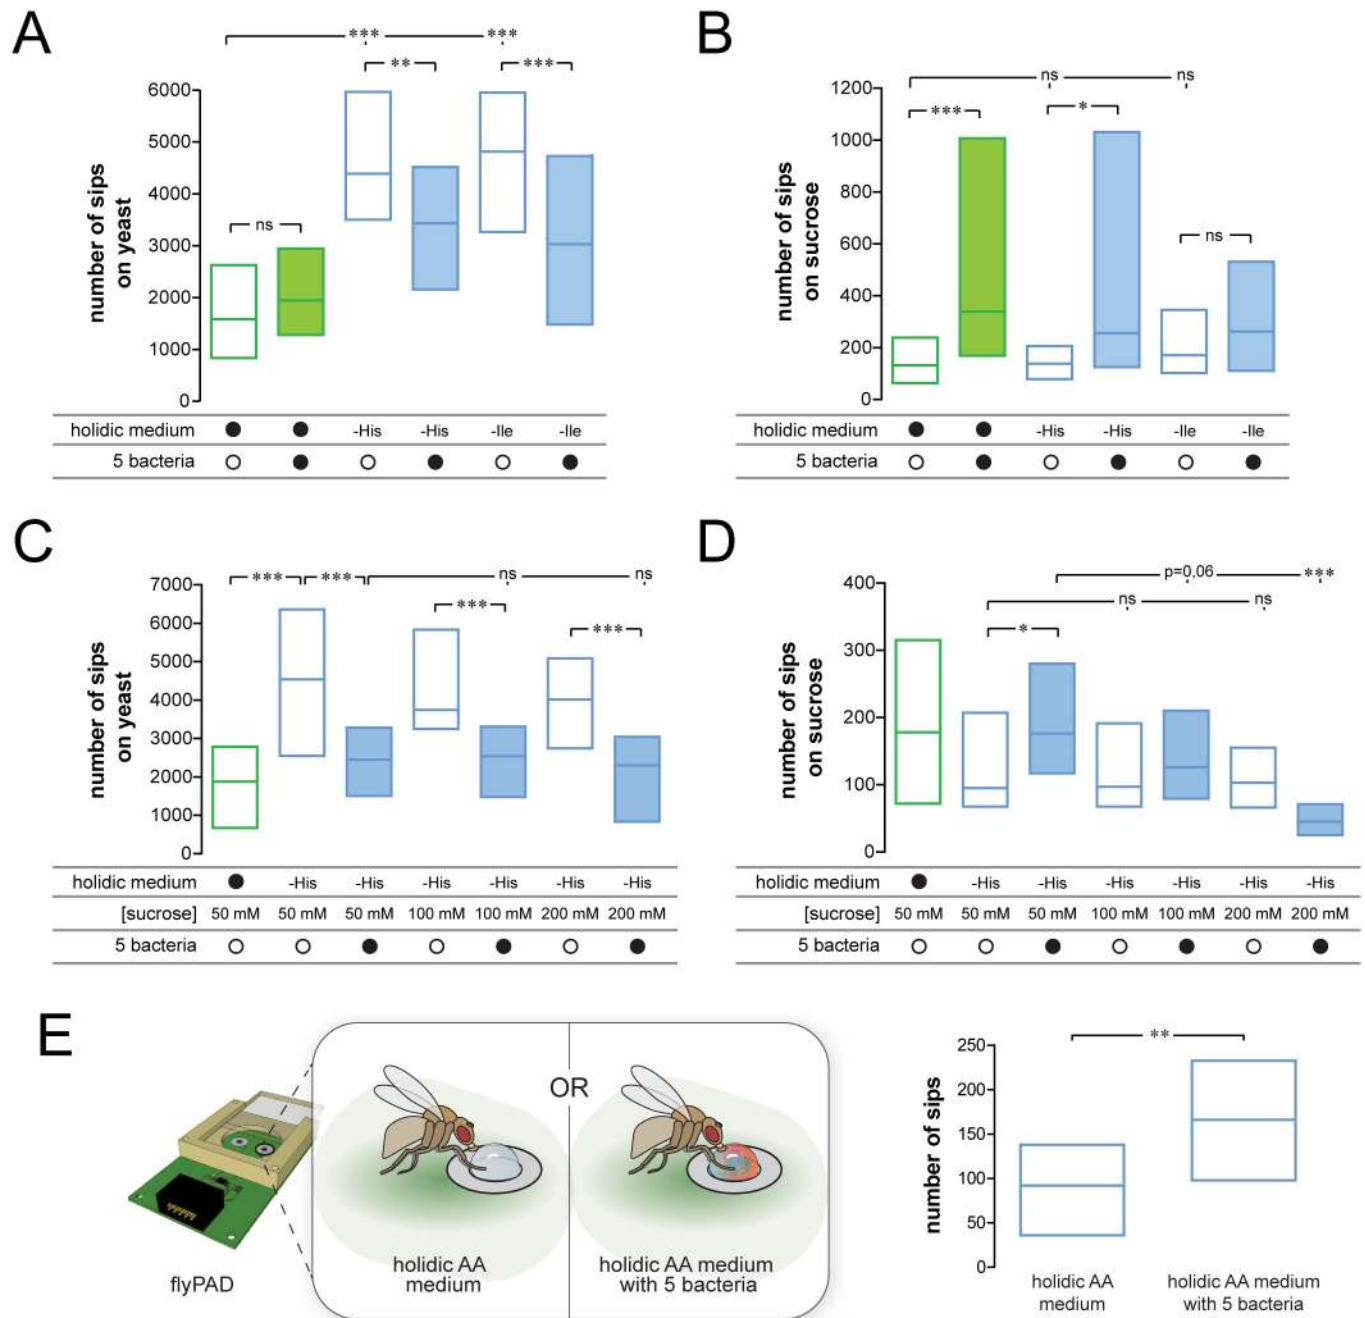 A
*** ***
** ***
ns
number of sips
on yeast
6000
5000
4000
3000
2000
1000
0
holidic medium ● ● -His -His -Ile -Ile
5 bacteria ○ ● ○ ● ○ ●
B
ns ns
*** *
ns
number of sips
on sucrose
1200
1000
800
600
400
200
0
holidic medium ● ● -His -His -Ile -Ile
5 bacteria ○ ● ○ ● ○ ●
C
*** *** ns ns
***
***
number of sips
on yeast
7000
6000
5000
4000
3000
2000
1000
0
holidic medium ● -His -His -His -His -His -His
[sucrose] 50 mM 50 mM 50 mM 100 mM 100 mM 200 mM 200 mM
5 bacteria ○ ○ ● ○ ● ○ ●
D
p=0,06 ***
ns ns
*
number of sips
on sucrose
400
300
200
100
0
holidic medium ● -His -His -His -His -His -His
[sucrose] 50 mM 50 mM 50 mM 100 mM 100 mM 200 mM 200 mM
5 bacteria ○ ○ ● ○ ● ○ ●
E
flyPAD
OR
holidic AA
medium
holidic AA medium
with 5 bacteria
**
number of sips
250
200
150
100
50
0
holidic AA
medium
holidic AA medium
with 5 bacteria